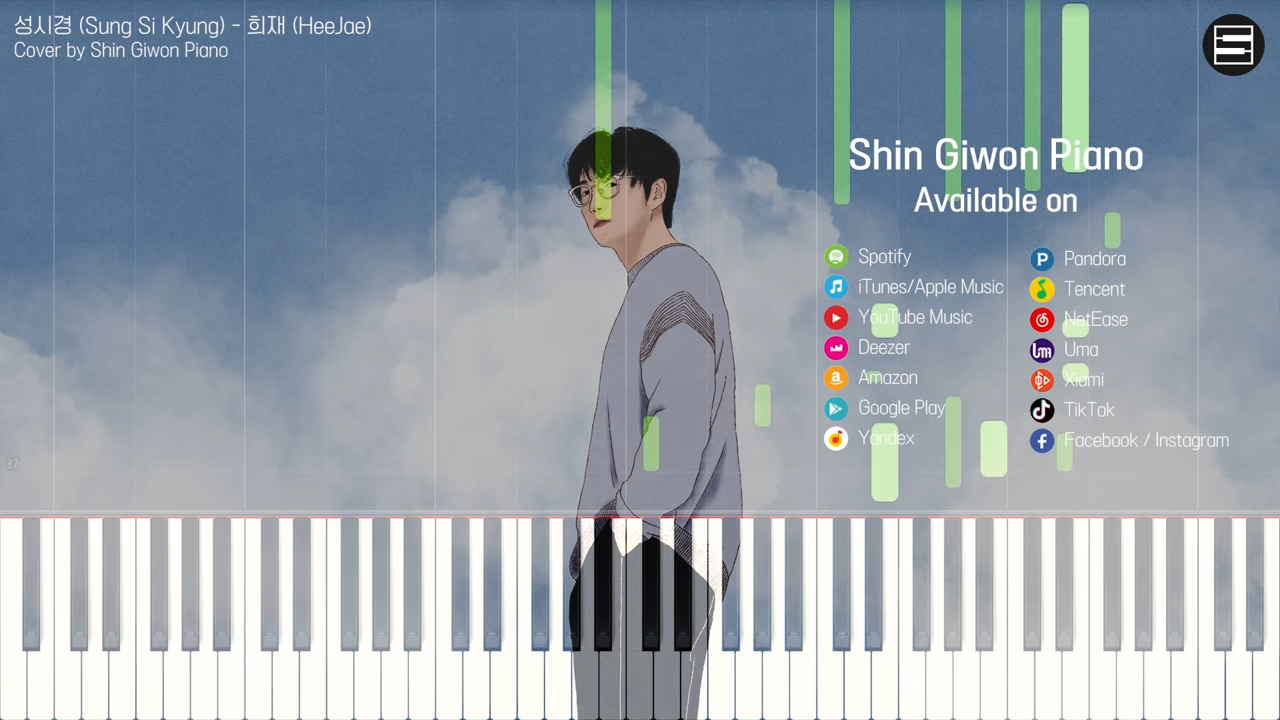 성시경 (Sung Si Kyung) - 희재 (HeeJae)
Cover by Shin Giwon Piano
Shin Giwon Piano
Available on
Spotify
iTunes/Apple Music
YouTube Music
Deezer
Amazon
Google Play
Yandex
Pandora
Tencent
NetEase
Uma
Xiami
TikTok
Facebook / Instagram
37